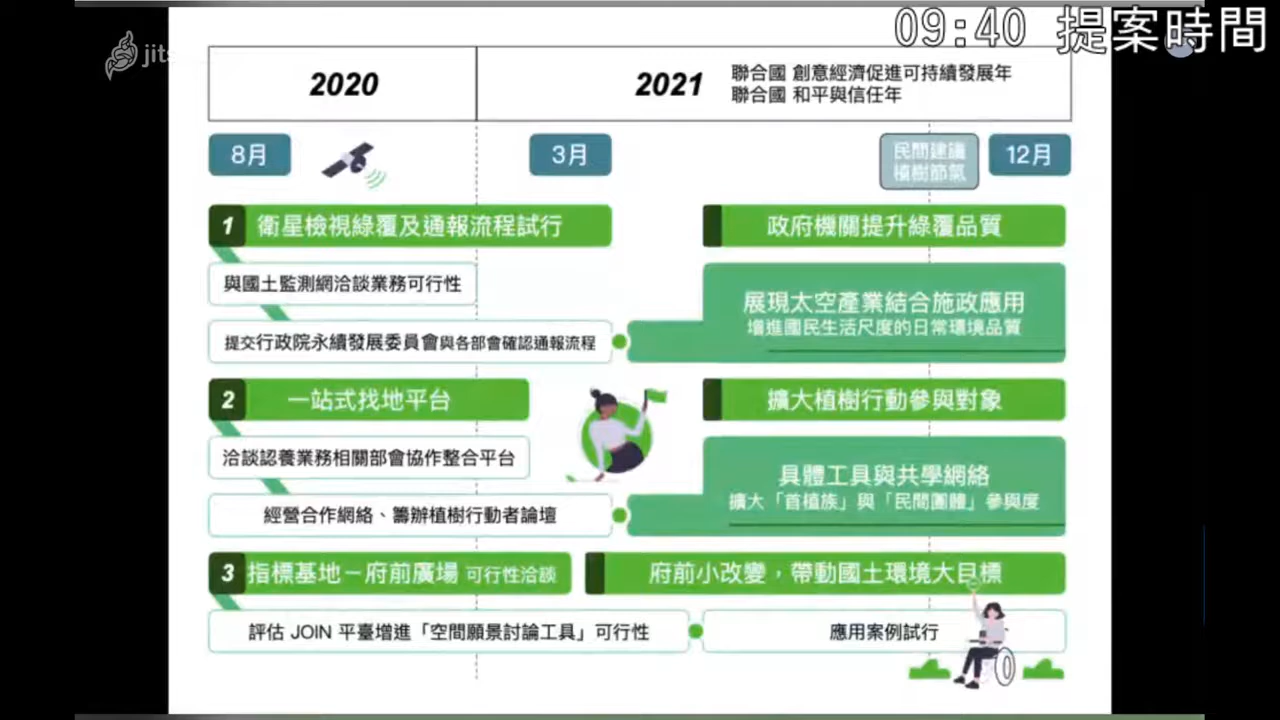 09:40 提案時間
jits
2020
2021 聯合國 創意經濟促進可持續發展年
聯合國 和平與信任年
8月
3月
民間建議
植樹節氣
12月
1 衛星檢視綠覆及通報流程試行
政府機關提升綠覆品質
與國土監測網洽談業務可行性
展現太空產業結合施政應用
增進國民生活尺度的日常環境品質
提交行政院永續發展委員會與各部會確認通報流程
2 一站式找地平台
擴大植樹行動參與對象
洽談認養業務相關部會協作整合平台
具體工具與共學網絡
擴大「首植族」與「民間團體」參與度
經營合作網絡、籌辦植樹行動者論壇
3 指標基地－府前廣場 可行性洽談
府前小改變，帶動國土環境大目標
評估 JOIN 平臺增進「空間願景討論工具」可行性
應用案例試行